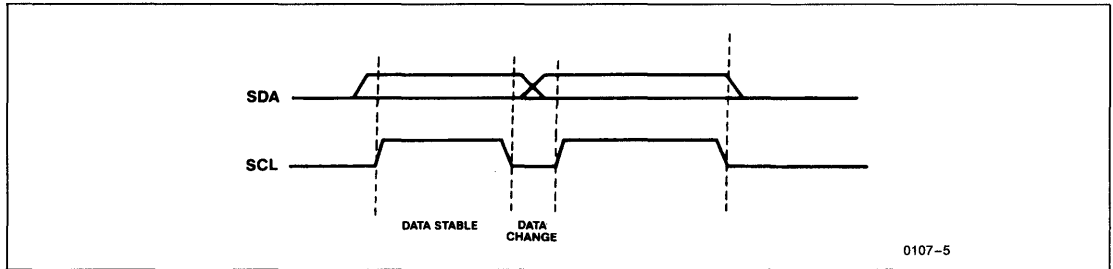 SDA
SCL
DATA STABLE
DATA
CHANGE
0107-5